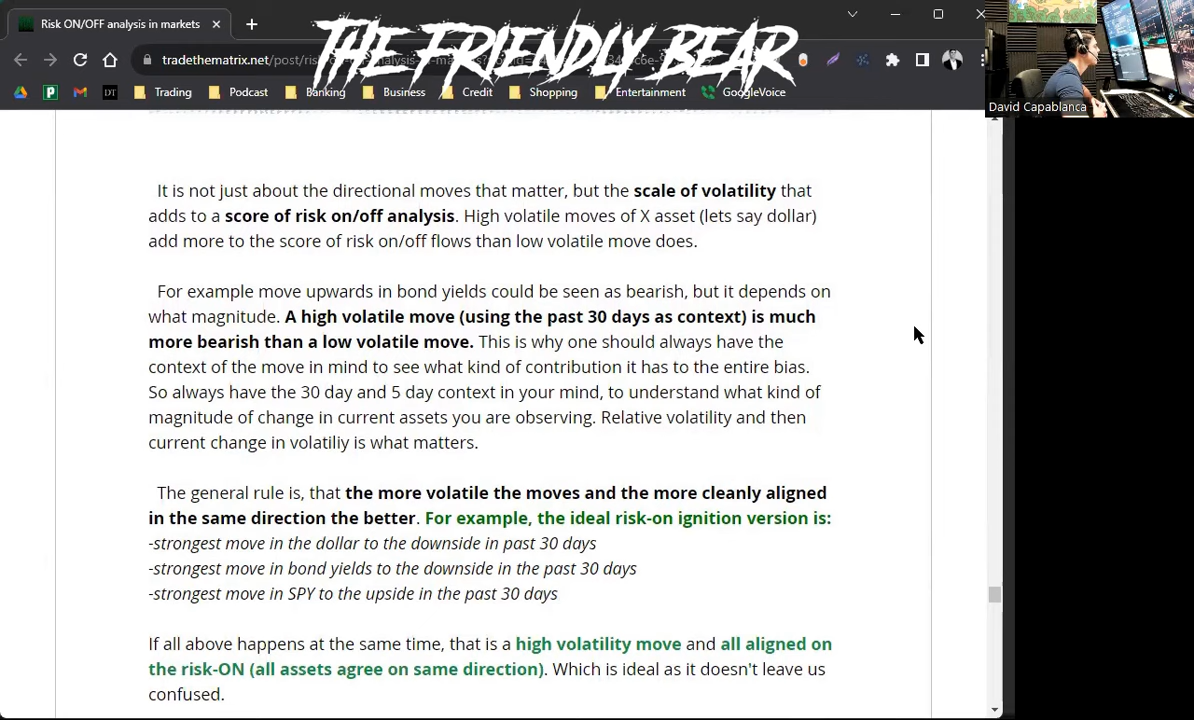 Risk ON/OFF analysis in markets
THE FRIENDLY BEAR
tradethematrix.net/post/
Trading
Podcast
Banking
Business
Credit
Shopping
Entertainment
GoogleVoice
David Capablanca
It is not just about the directional moves that matter, but the scale of volatility that
adds to a score of risk on/off analysis. High volatile moves of X asset (lets say dollar)
add more to the score of risk on/off flows than low volatile move does.
For example move upwards in bond yields could be seen as bearish, but it depends on
what magnitude. A high volatile move (using the past 30 days as context) is much
more bearish than a low volatile move. This is why one should always have the
context of the move in mind to see what kind of contribution it has to the entire bias.
So always have the 30 day and 5 day context in your mind, to understand what kind of
magnitude of change in current assets you are observing. Relative volatility and then
current change in volatiliy is what matters.
The general rule is, that the more volatile the moves and the more cleanly aligned
in the same direction the better. For example, the ideal risk-on ignition version is:
-strongest move in the dollar to the downside in past 30 days
-strongest move in bond yields to the downside in the past 30 days
-strongest move in SPY to the upside in the past 30 days
If all above happens at the same time, that is a high volatility move and all aligned on
the risk-ON (all assets agree on same direction). Which is ideal as it doesn't leave us
confused.